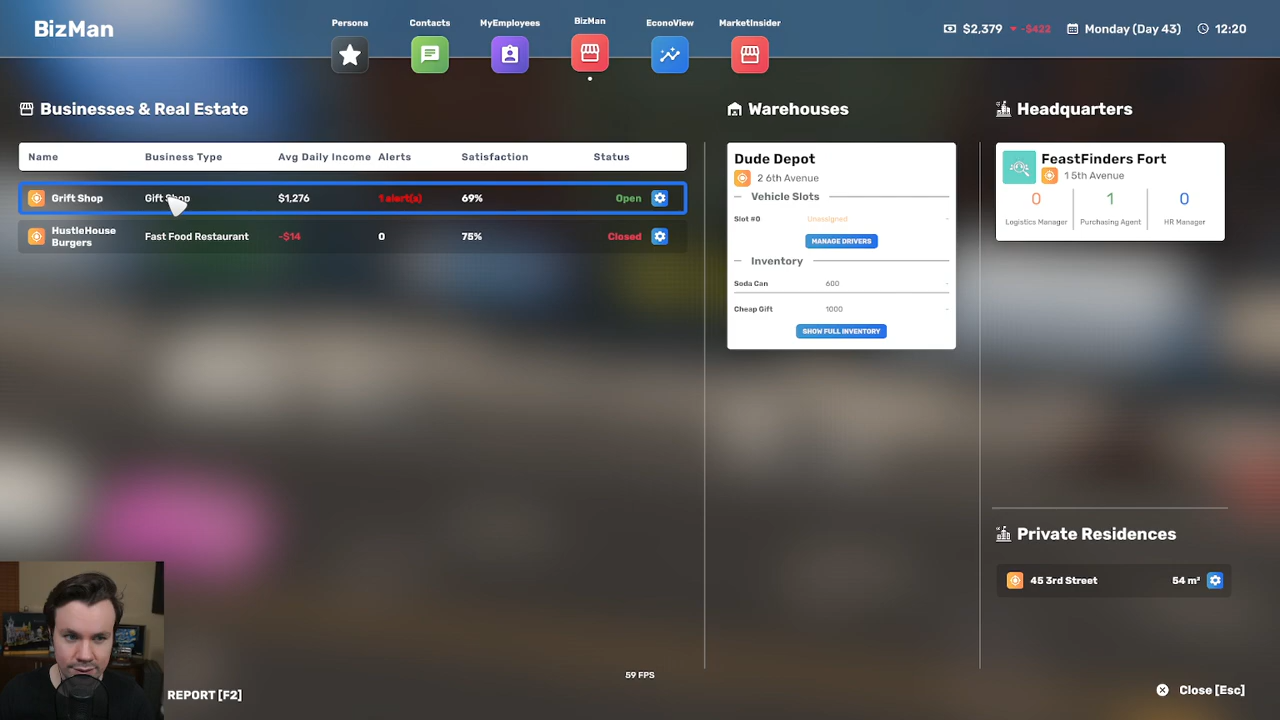 BizMan
Persona
Contacts
MyEmployees
BizMan
EconoView
MarketInsider
$2,379 -$422 Monday (Day 43) 12:20
Businesses & Real Estate
Name Business Type Avg Daily Income Alerts Satisfaction Status
Grift Shop Gift Shop $1,276 1 alert(s) 69% Open
HustleHouse
Burgers Fast Food Restaurant -$14 0 75% Closed
Warehouses
Dude Depot
2 6th Avenue
Vehicle Slots
Slot #0 Unassigned -
MANAGE DRIVERS
Inventory
Soda Can 600 -
Cheap Gift 1000 -
SHOW FULL INVENTORY
Headquarters
FeastFinders Fort
1 5th Avenue
0 1 0
Logistics Manager Purchasing Agent HR Manager
Private Residences
45 3rd Street 54 m²
59 FPS
REPORT [F2]
Close [Esc]